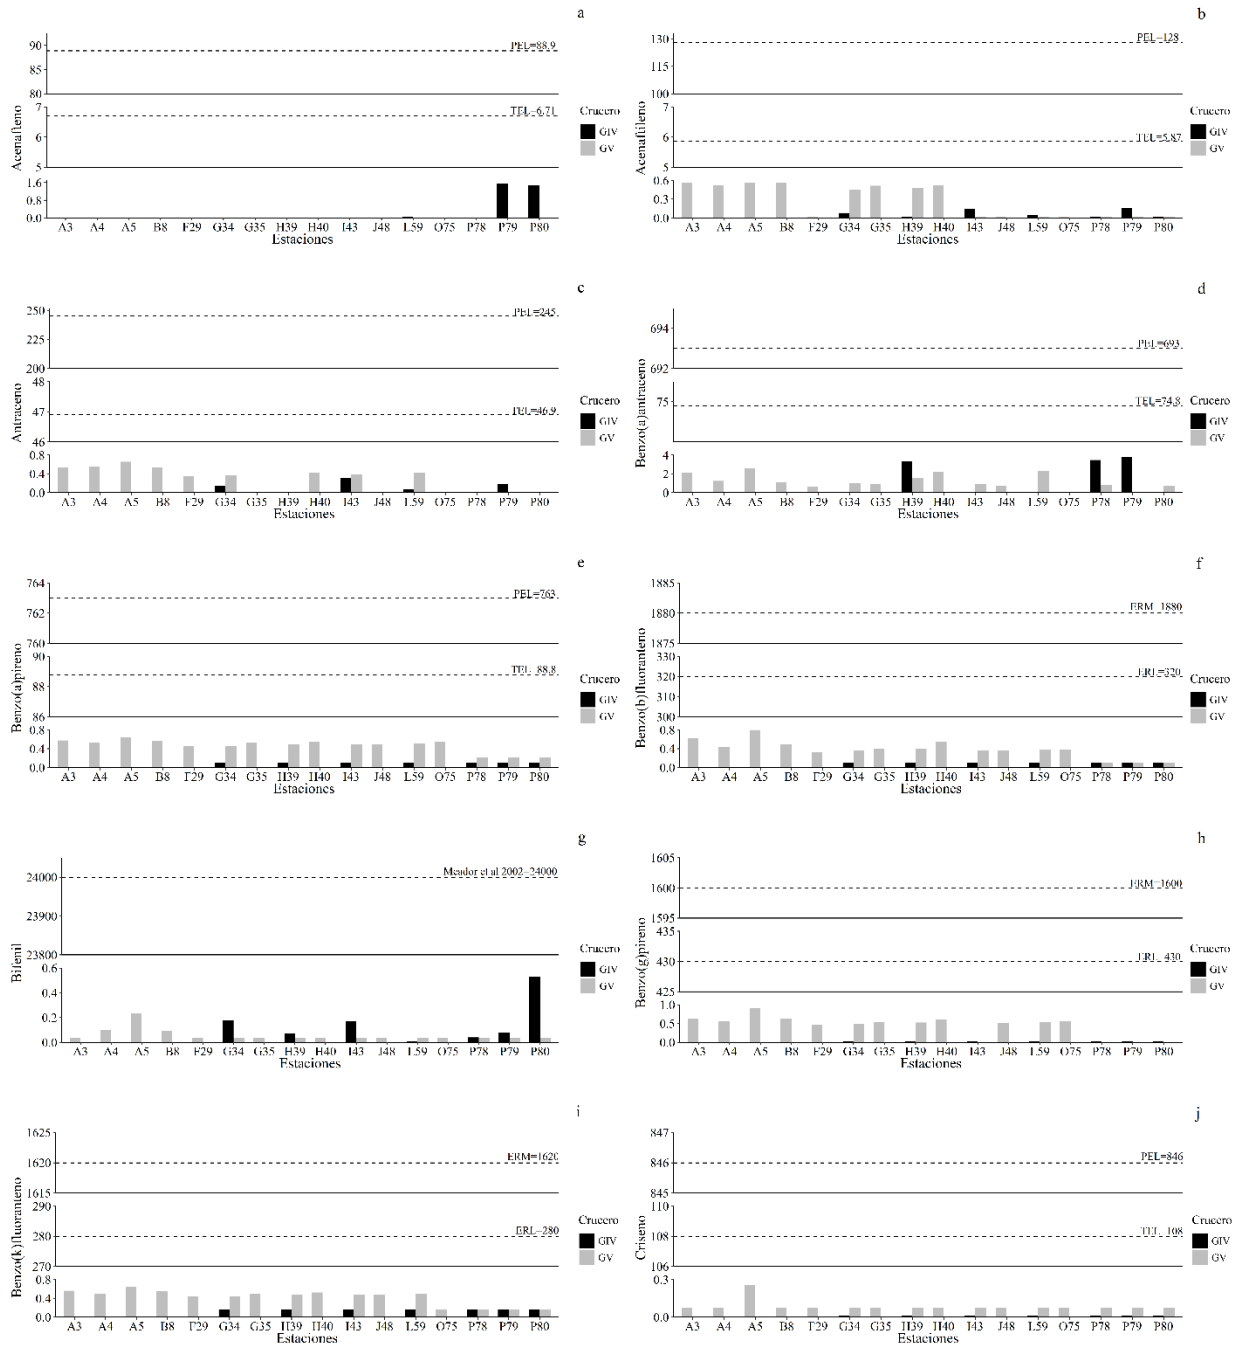 a
90
PEL=88.9
85
80
7
TEL=6.71
6
5
Acenafteno
1.6
0.8
0.0
A3 A4 A5 B8 F29 G34 G35 H39 H40 I43 J48 L59 O75 P78 P79 P80
Estaciones
Crucero
GIV
GV
b
130
PEL=128
115
100
7
6
TEL=5.87
5
Acenaftileno
0.6
0.3
0.0
A3 A4 A5 B8 F29 G34 G35 H39 H40 I43 J48 L59 O75 P78 P79 P80
Estaciones
Crucero
GIV
GV
c
250
PEL=245
225
200
48
47
TEL=46.9
46
Antraceno
0.8
0.4
0.0
A3 A4 A5 B8 F29 G34 G35 H39 H40 I43 J48 L59 O75 P78 P79 P80
Estaciones
Crucero
GIV
GV
d
694
PEL=693
692
75
TEL=74.8
Benzo(a)antraceno
4
2
0
A3 A4 A5 B8 F29 G34 G35 H39 H40 I43 J48 L59 O75 P78 P79 P80
Estaciones
Crucero
GIV
GV
e
764
PEL=763
762
760
90
TEL=88.8
88
86
Benzo(a)pireno
0.8
0.4
0.0
A3 A4 A5 B8 F29 G34 G35 H39 H40 I43 J48 L59 O75 P78 P79 P80
Estaciones
Crucero
GIV
GV
f
1885
ERM=1880
1880
1875
330
ERL=320
320
310
300
Benzo(b)fluoranteno
0.8
0.4
0.0
A3 A4 A5 B8 F29 G34 G35 H39 H40 I43 J48 L59 O75 P78 P79 P80
Estaciones
Crucero
GIV
GV
g
Meador et al 2002=24000
24000
23900
23800
Bifenil
0.6
0.4
0.2
0.0
A3 A4 A5 B8 F29 G34 G35 H39 H40 I43 J48 L59 O75 P78 P79 P80
Estaciones
Crucero
GIV
GV
h
1605
ERM=1600
1600
1595
435
ERL=430
430
425
Benzo(g)pireno
1.0
0.5
0.0
A3 A4 A5 B8 F29 G34 G35 H39 H40 I43 J48 L59 O75 P78 P79 P80
Estaciones
Crucero
GIV
GV
i
1625
ERM=1620
1620
1615
290
ERL=280
280
270
Benzo(k)fluoranteno
0.8
0.4
0.0
A3 A4 A5 B8 F29 G34 G35 H39 H40 I43 J48 L59 O75 P78 P79 P80
Estaciones
Crucero
GIV
GV
j
847
PEL=846
846
845
110
TEL=108
108
106
Criseno
0.3
0.0
A3 A4 A5 B8 F29 G34 G35 H39 H40 I43 J48 L59 O75 P78 P79 P80
Estaciones
Crucero
GIV
GV